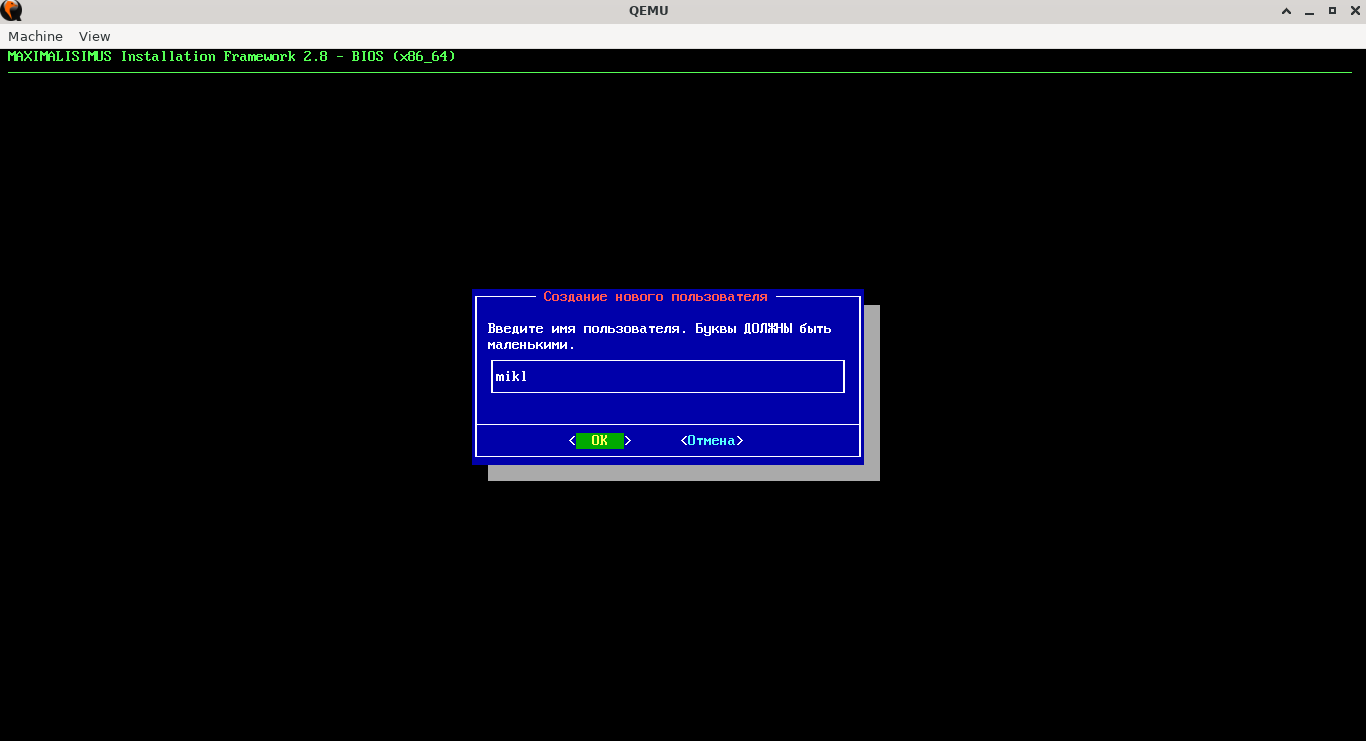 QEMU
Machine View
MAXIMALISIMUS Installation Framework 2.8 - BIOS (x86_64)
Создание нового пользователя
Введите имя пользователя. Буквы ДОЛЖНЫ быть
маленькими.
mikl
< OK > <Отмена>